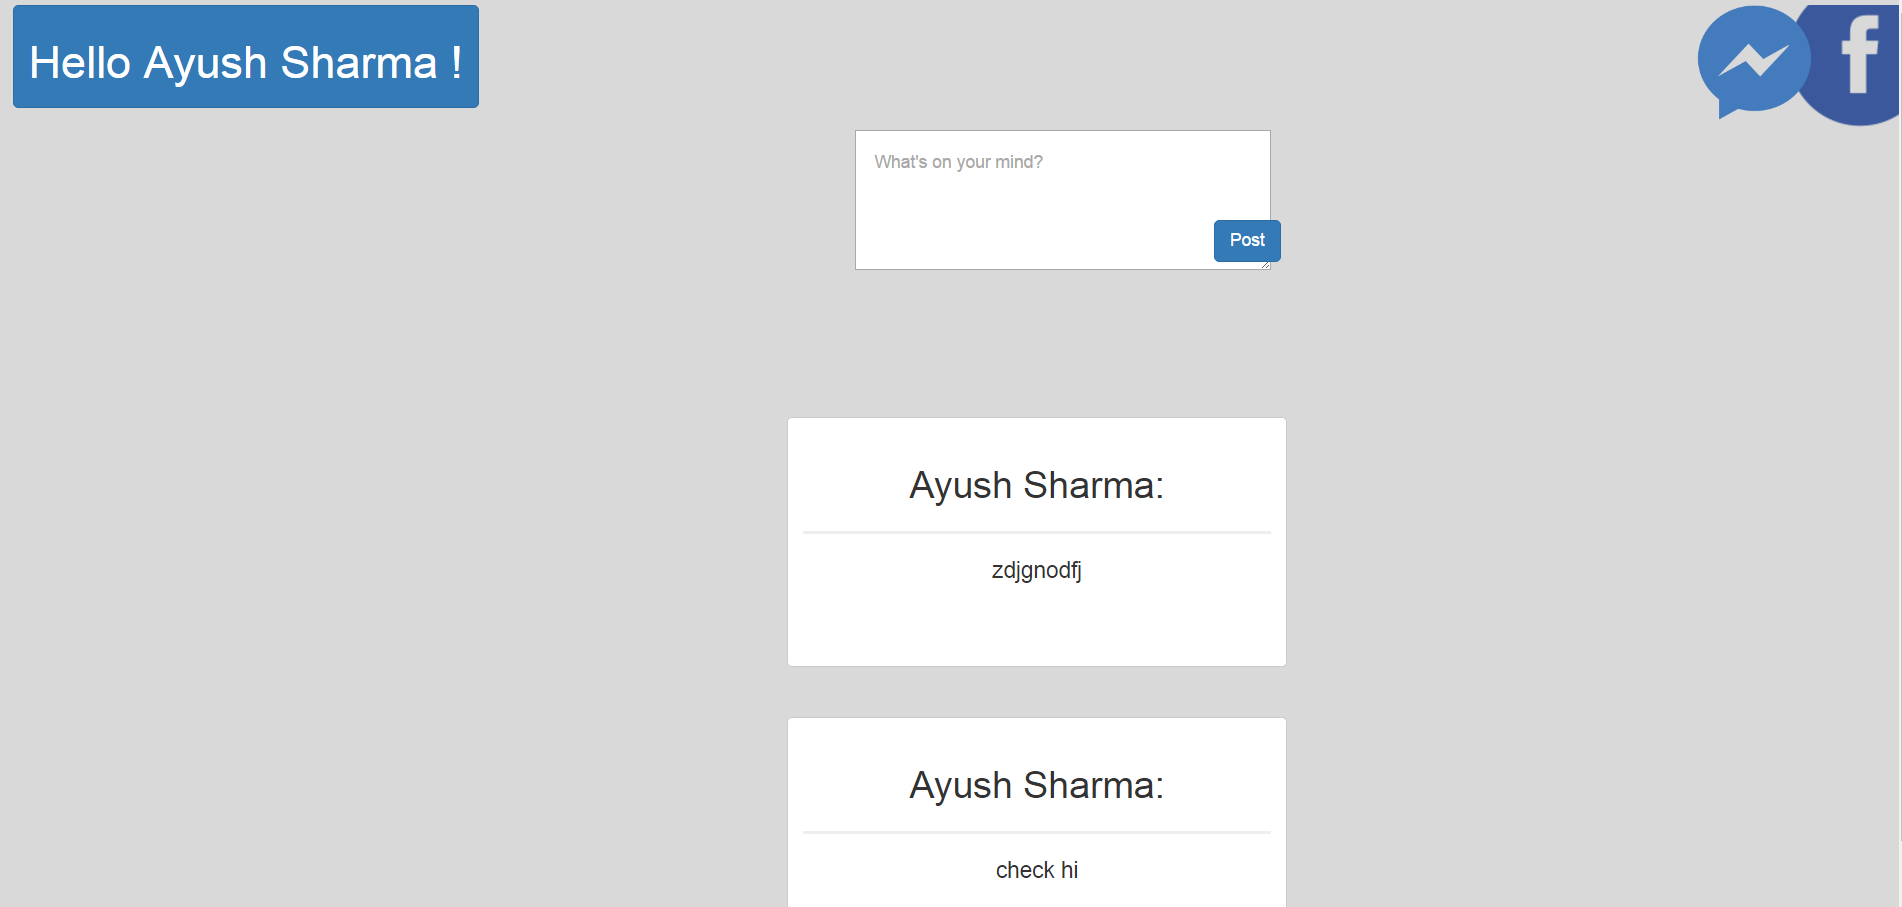 Hello Ayush Sharma !
f
What's on your mind?
Post
Ayush Sharma:
zdjgnodfj
Ayush Sharma:
check hi